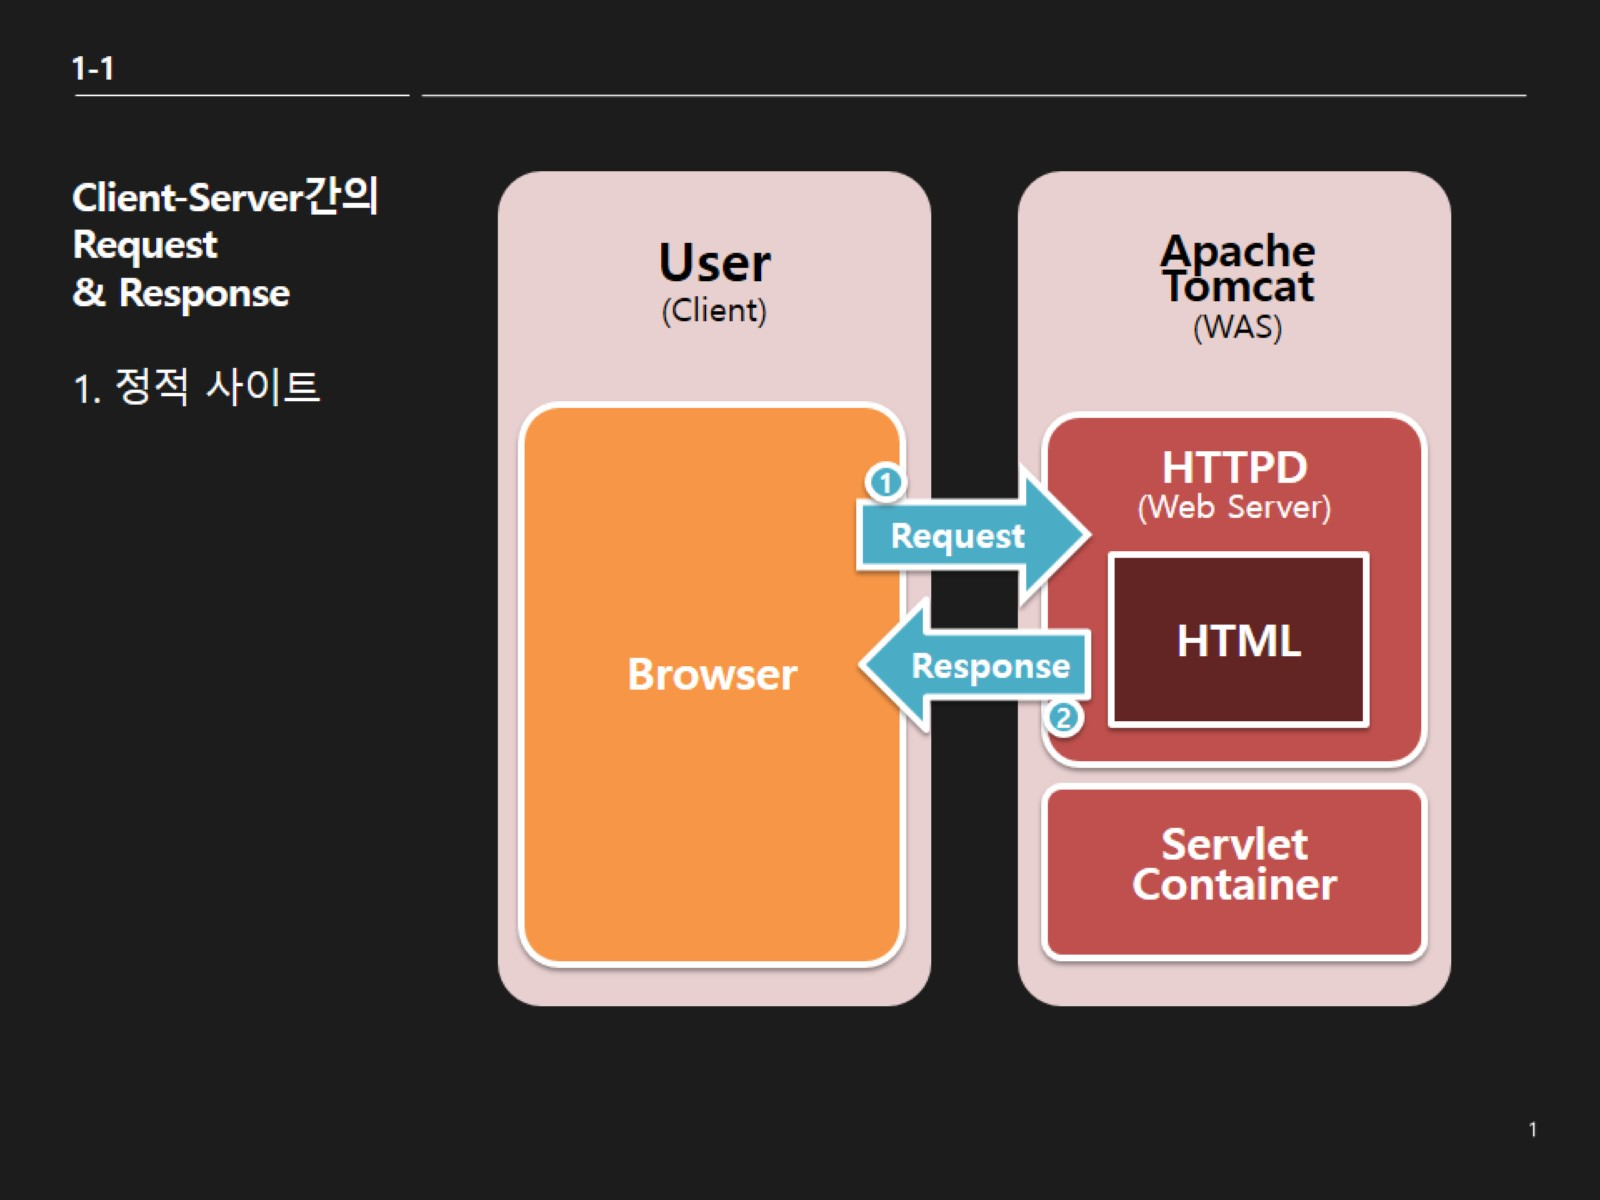 1-1
Client-Server간의
Request
& Response
1. 정적 사이트
User
(Client)
Browser
1
Request
Response
2
Apache
Tomcat
(WAS)
HTTPD
(Web Server)
HTML
Servlet
Container
1